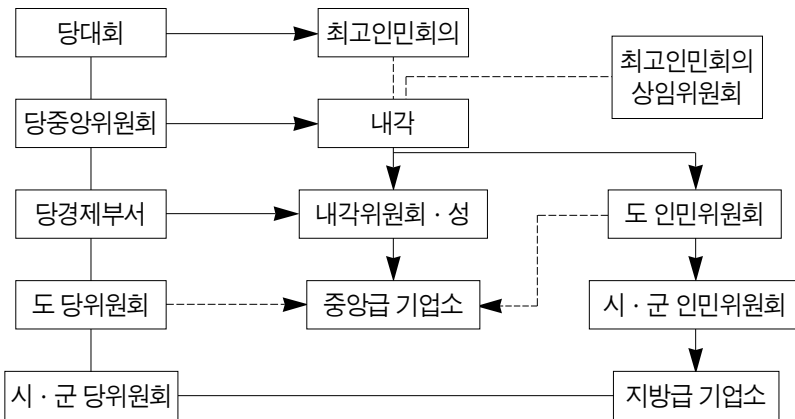 당대회
최고인민회의
최고인민회의
상임위원회
당중앙위원회
내각
당경제부서
내각위원회 · 성
도 인민위원회
도 당위원회
중앙급 기업소
시 · 군 인민위원회
시 · 군 당위원회
지방급 기업소